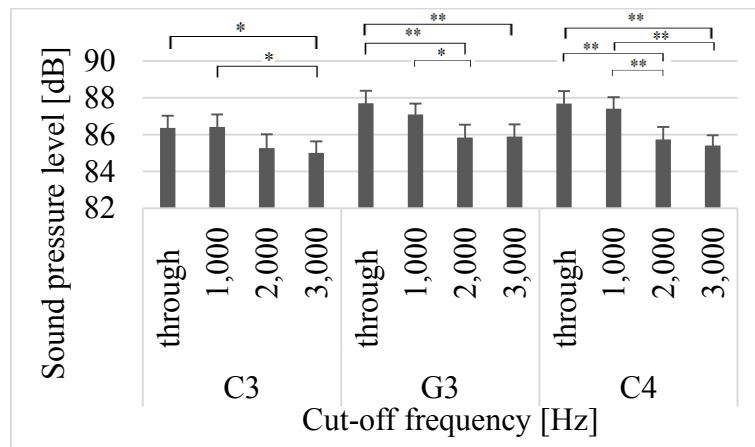 * ** **
* ** * ** ** **
Sound pressure level [dB]
90
88
86
84
82
through 1,000 2,000 3,000 through 1,000 2,000 3,000 through 1,000 2,000 3,000
C3 G3 C4
Cut-off frequency [Hz]